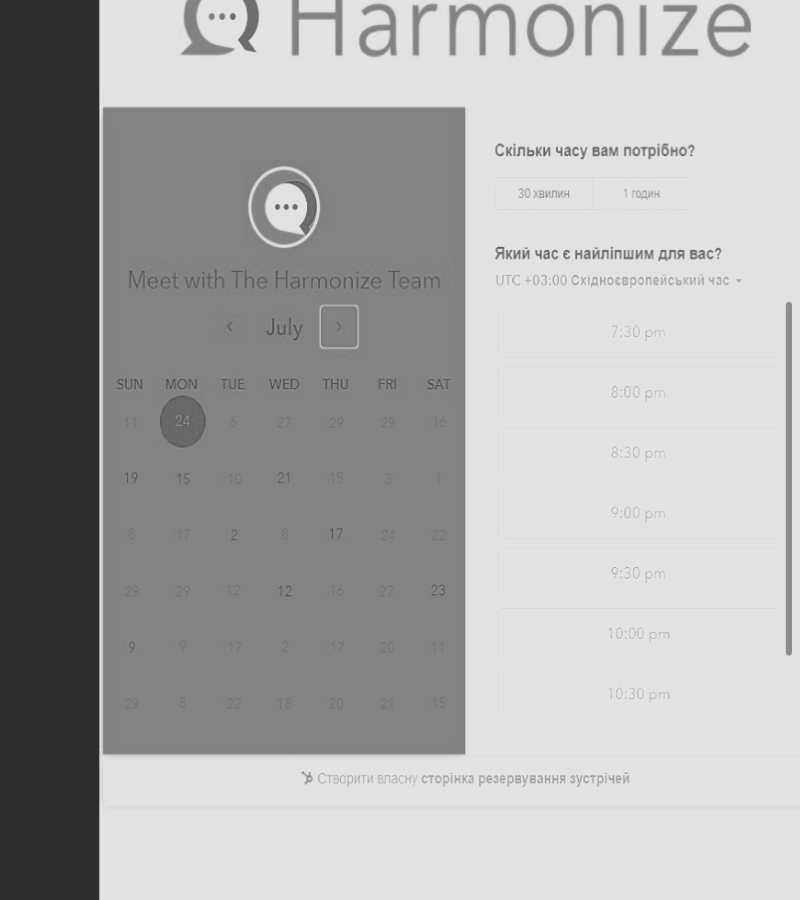 Harmonize
Meet with The Harmonize Team
July
SUN MON TUE WED THU FRI SAT
11 24 6 27 29 29 16
19 15 10 21 15 3 1
8 17 2 8 17 24 22
29 29 12 12 16 27 23
9 9 17 2 17 20 11
29 8 22 18 20 21 15
Скільки часу вам потрібно?
30 хвилин 1 годин
Який час є найліпшим для вас?
UTC +03:00 Східноєвропейський час
7:30 pm
8:00 pm
8:30 pm
9:00 pm
9:30 pm
10:00 pm
10:30 pm
Створити власну сторінка резервування зустрічей